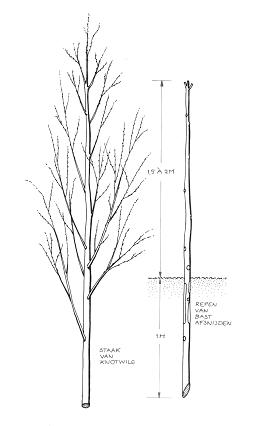 1,5 À 2M
REPEN
VAN
BAST
AFSNIJDEN
1M
STAAK
VAN
KNOTWILG